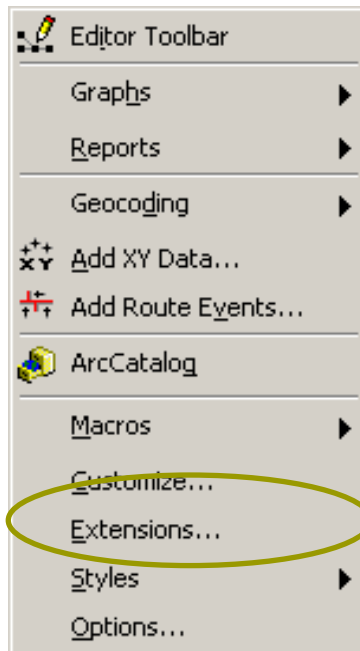 Editor Toolbar
Graphs
Reports
Geocoding
Add XY Data...
Add Route Events...
ArcCatalog
Macros
Customize...
Extensions...
Styles
Options...